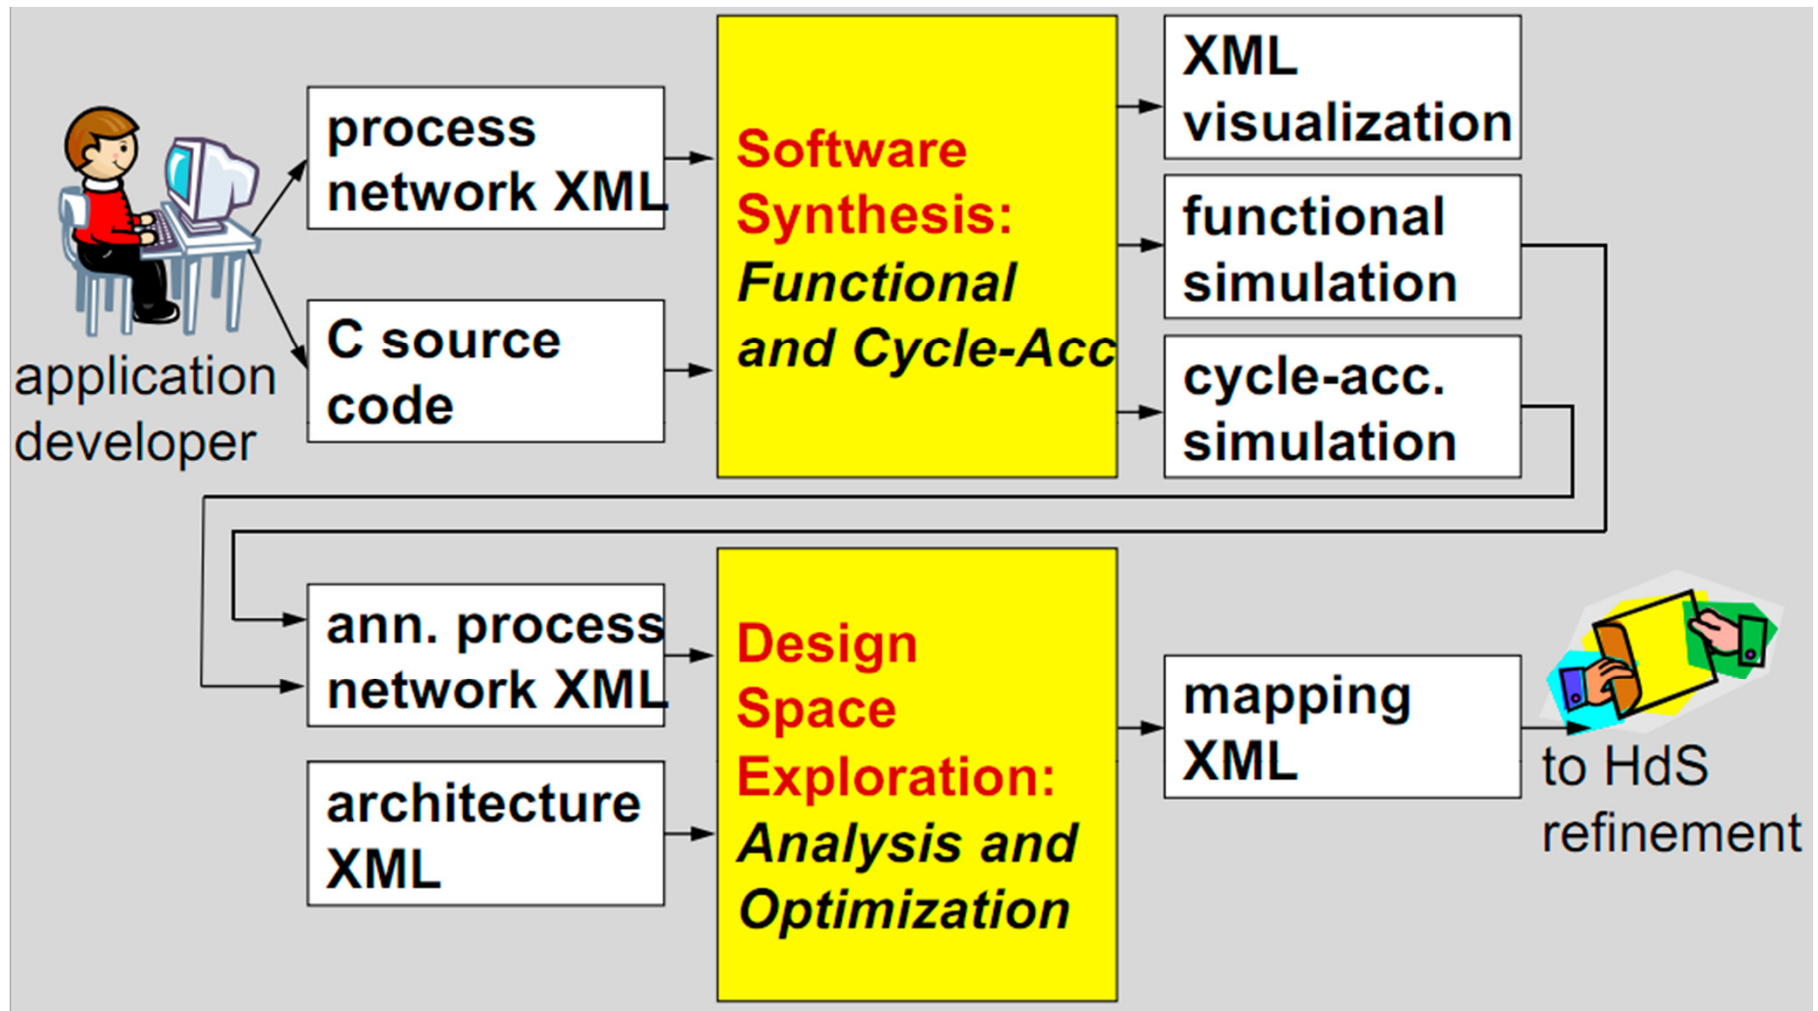 application
developer
process
network XML
C source
code
Software
Synthesis:
Functional
and Cycle-Acc
XML
visualization
functional
simulation
cycle-acc.
simulation
ann. process
network XML
architecture
XML
Design
Space
Exploration:
Analysis and
Optimization
mapping
XML
to HdS
refinement